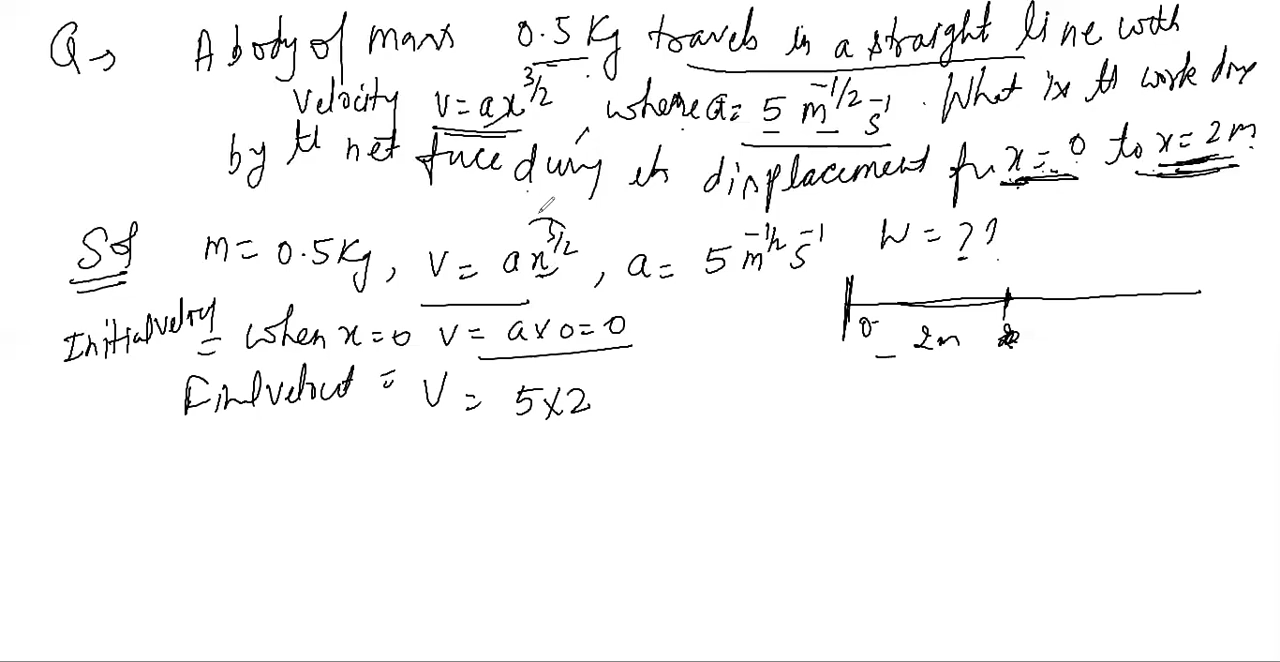 Q→ A body of mass 0.5 Kg travels in a straight line with
velocity v=ax^3/2, where a= 5 m^-1/2 s^-1. What is the work done
by the net force during its displacement from x=0 to x=2m?
Sol m=0.5Kg, v=ax^3/2, a=5 m^-1/2 s^-1 W=??
Initial velocity = when x=0 v= a×0=0
0 2m
Final velocity = v = 5×2